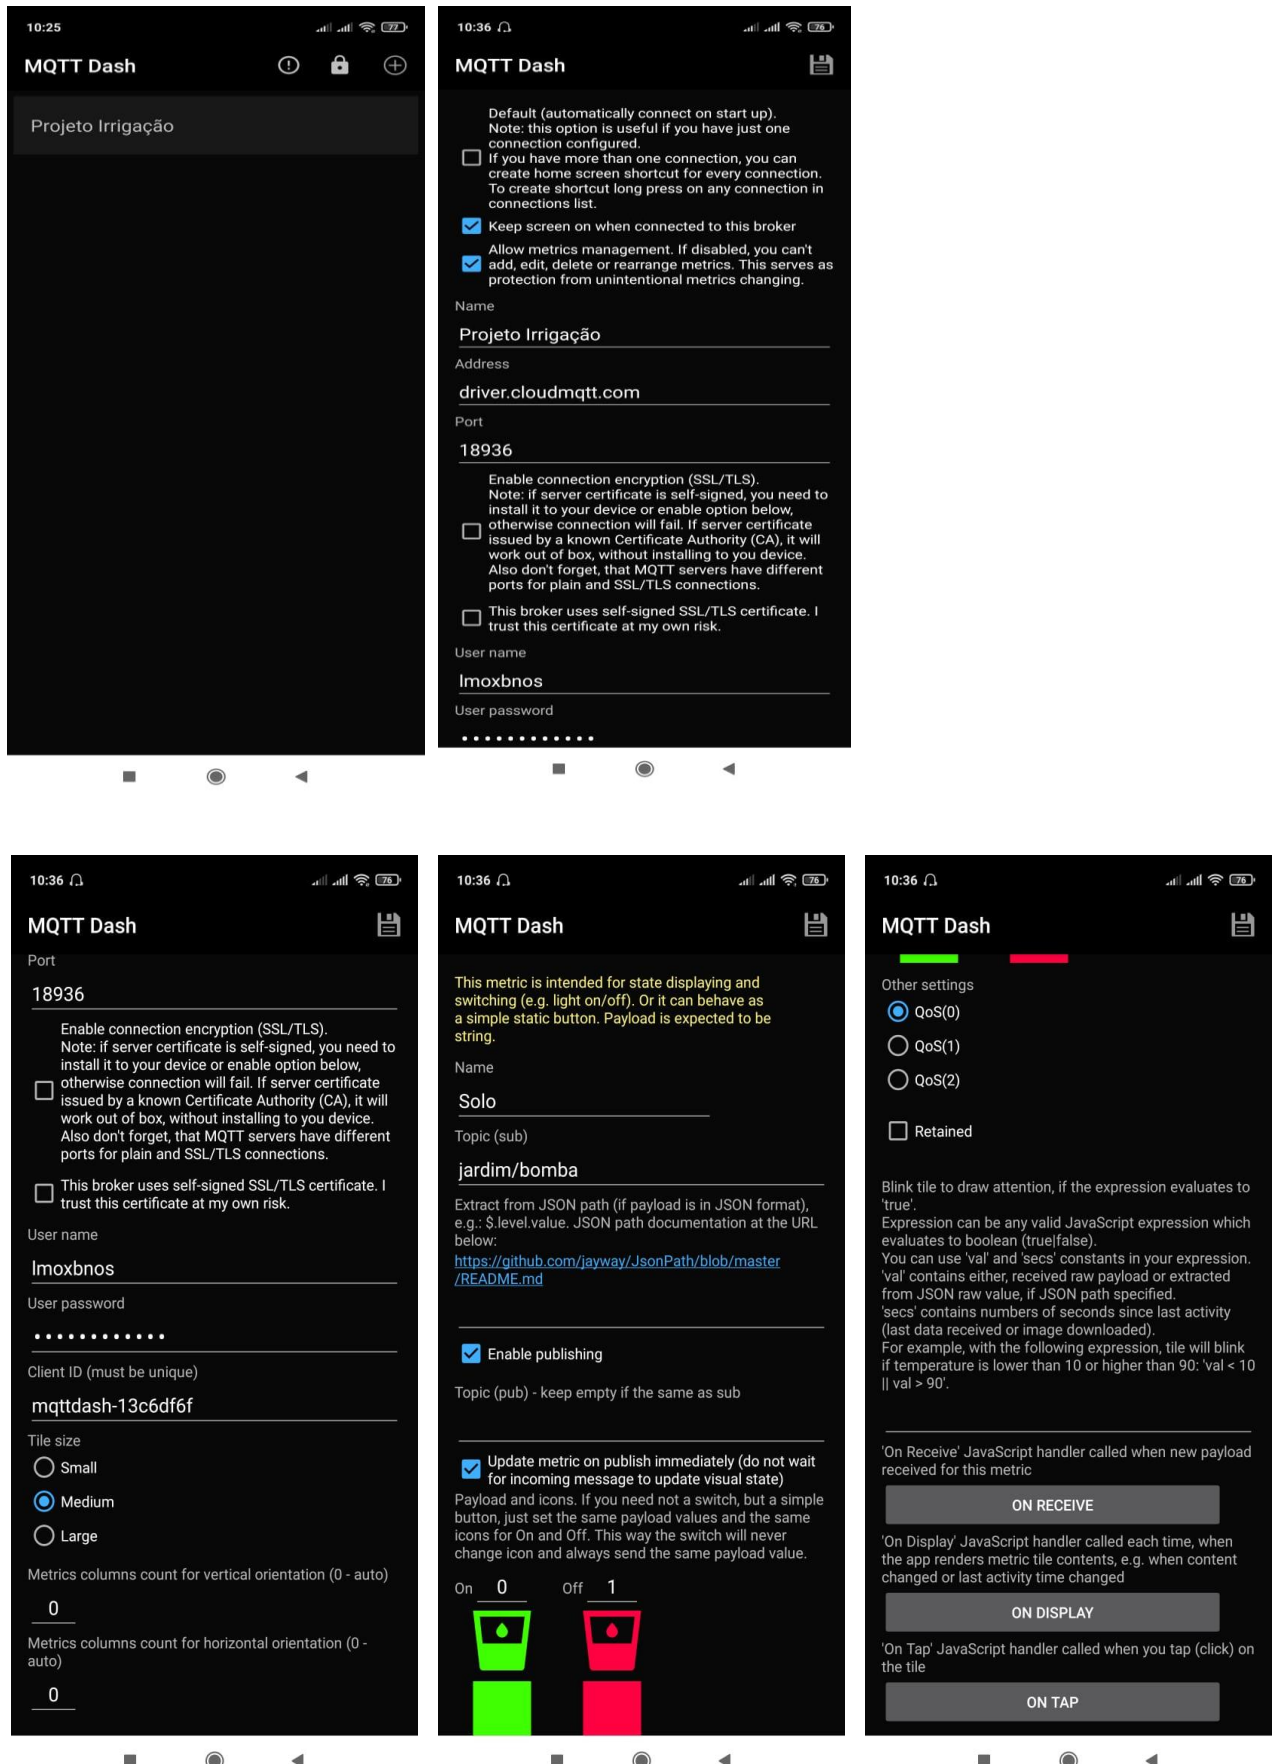 10:25
77
MQTT Dash
Projeto Irrigação
10:36
76
MQTT Dash
Default (automatically connect on start up).
Note: this option is useful if you have just one
connection configured.
If you have more than one connection, you can
create home screen shortcut for every connection.
To create shortcut long press on any connection in
connections list.
Keep screen on when connected to this broker
Allow metrics management. If disabled, you can't
add, edit, delete or rearrange metrics. This serves as
protection from unintentional metrics changing.
Name
Projeto Irrigação
Address
driver.cloudmqtt.com
Port
18936
Enable connection encryption (SSL/TLS).
Note: if server certificate is self-signed, you need to
install it to your device or enable option below,
otherwise connection will fail. If server certificate
issued by a known Certificate Authority (CA), it will
work out of box, without installing to you device.
Also don't forget, that MQTT servers have different
ports for plain and SSL/TLS connections.
This broker uses self-signed SSL/TLS certificate. I
trust this certificate at my own risk.
User name
lmoxbnos
User password
••••••••••••
10:36
76
MQTT Dash
Port
18936
Enable connection encryption (SSL/TLS).
Note: if server certificate is self-signed, you need to
install it to your device or enable option below,
otherwise connection will fail. If server certificate
issued by a known Certificate Authority (CA), it will
work out of box, without installing to you device.
Also don't forget, that MQTT servers have different
ports for plain and SSL/TLS connections.
This broker uses self-signed SSL/TLS certificate. I
trust this certificate at my own risk.
User name
lmoxbnos
User password
••••••••••••
Client ID (must be unique)
mqttdash-13c6df6f
Tile size
Small
Medium
Large
Metrics columns count for vertical orientation (0 - auto)
0
Metrics columns count for horizontal orientation (0 -
auto)
0
10:36
76
MQTT Dash
This metric is intended for state displaying and
switching (e.g. light on/off). Or it can behave as
a simple static button. Payload is expected to be
string.
Name
Solo
Topic (sub)
jardim/bomba
Extract from JSON path (if payload is in JSON format),
e.g.: $.level.value. JSON path documentation at the URL
below:
https://github.com/jayway/JsonPath/blob/master
/README.md
Enable publishing
Topic (pub) - keep empty if the same as sub
Update metric on publish immediately (do not wait
for incoming message to update visual state)
Payload and icons. If you need not a switch, but a simple
button, just set the same payload values and the same
icons for On and Off. This way the switch will never
change icon and always send the same payload value.
On 0 Off 1
10:36
76
MQTT Dash
Other settings
QoS(0)
QoS(1)
QoS(2)
Retained
Blink tile to draw attention, if the expression evaluates to
'true'.
Expression can be any valid JavaScript expression which
evaluates to boolean (true|false).
You can use 'val' and 'secs' constants in your expression.
'val' contains either, received raw payload or extracted
from JSON raw value, if JSON path specified.
'secs' contains numbers of seconds since last activity
(last data received or image downloaded).
For example, with the following expression, tile will blink
if temperature is lower than 10 or higher than 90: 'val < 10
|| val > 90'.
'On Receive' JavaScript handler called when new payload
received for this metric
ON RECEIVE
'On Display' JavaScript handler called each time, when
the app renders metric tile contents, e.g. when content
changed or last activity time changed
ON DISPLAY
'On Tap' JavaScript handler called when you tap (click) on
the tile
ON TAP